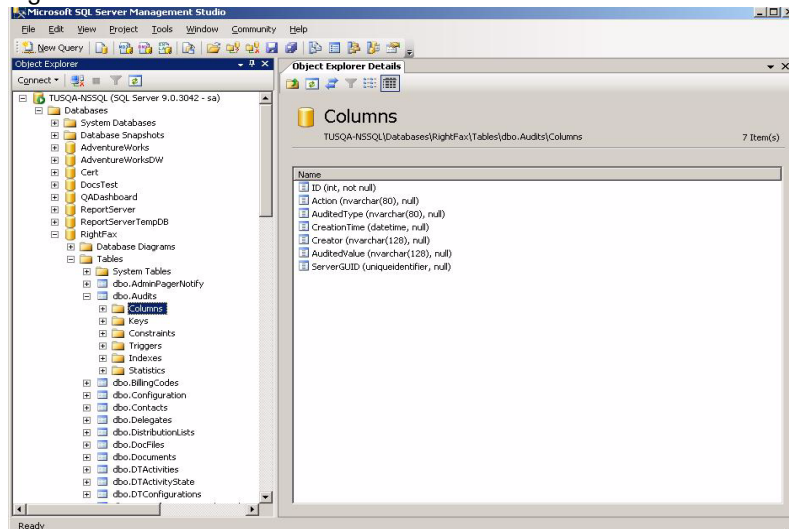 Microsoft SQL Server Management Studio
File Edit View Project Tools Window Community Help
New Query
Object Explorer
Connect
TUSQA-NSSQL (SQL Server 9.0.3042 - sa)
Databases
System Databases
Database Snapshots
AdventureWorks
AdventureWorksDW
Cert
DocsTest
QADashboard
ReportServer
ReportServerTempDB
RightFax
Database Diagrams
Tables
System Tables
dbo.AdminPagerNotify
dbo.Audits
Columns
Keys
Constraints
Triggers
Indexes
Statistics
dbo.BillingCodes
dbo.Configuration
dbo.Contacts
dbo.Delegates
dbo.DistributionLists
dbo.DocFiles
dbo.Documents
dbo.DTActivities
dbo.DTActivityState
dbo.DTConfigurations
Object Explorer Details
Columns
TUSQA-NSSQL\Databases\RightFax\Tables\dbo.Audits\Columns 7 Item(s)
Name
ID (int, not null)
Action (nvarchar(80), null)
AuditedType (nvarchar(80), null)
CreationTime (datetime, null)
Creator (nvarchar(128), null)
AuditedValue (nvarchar(128), null)
ServerGUID (uniqueidentifier, null)
Ready